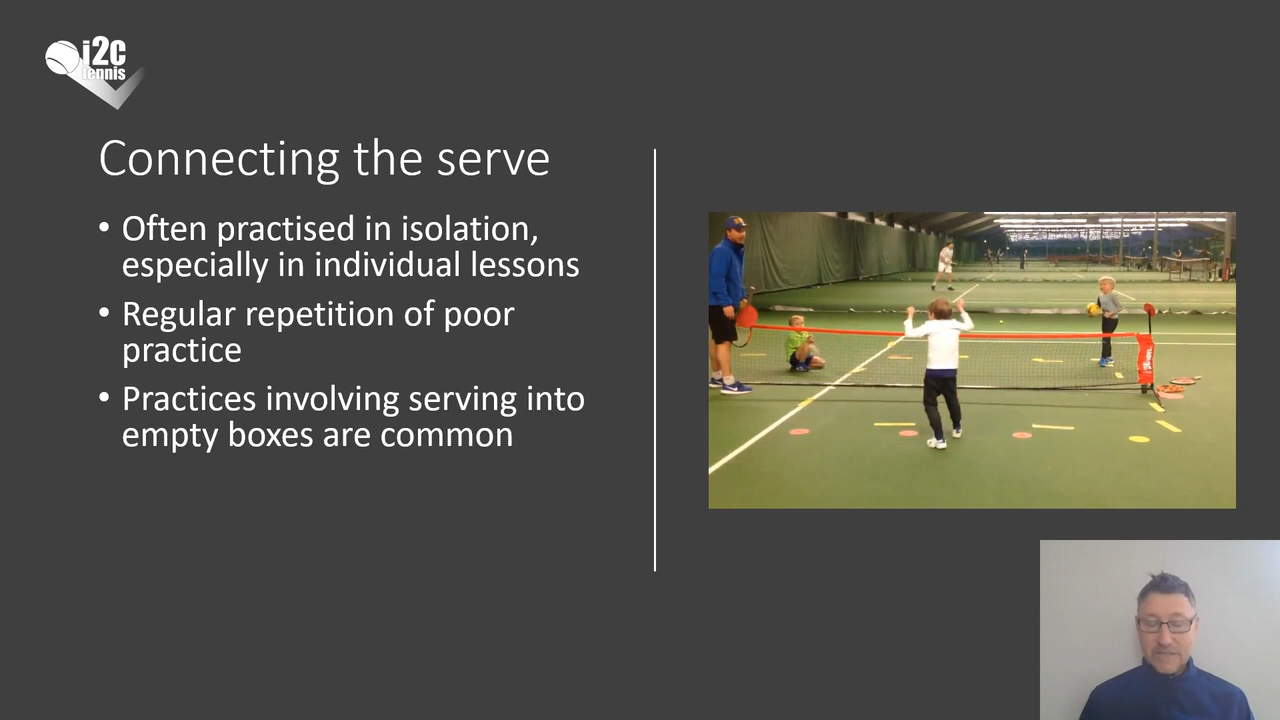 i2c
tennis
Connecting the serve
• Often practised in isolation,
especially in individual lessons
• Regular repetition of poor
practice
• Practices involving serving into
empty boxes are common